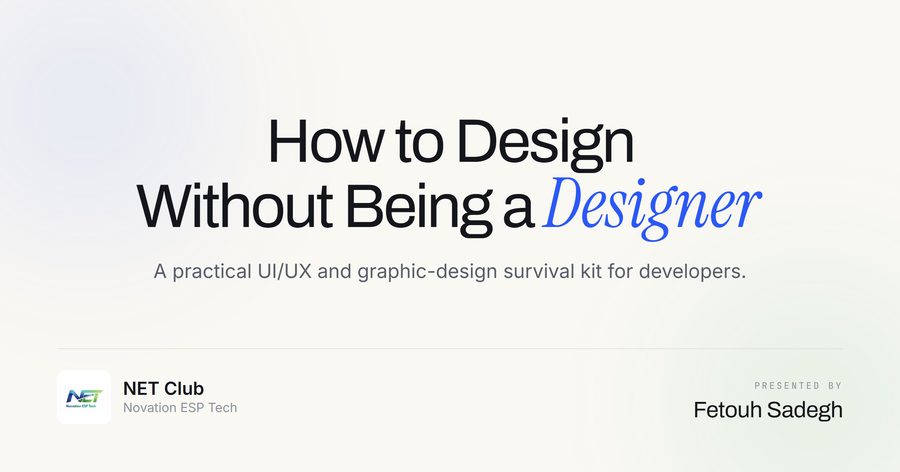 How to Design
Without Being a Designer
A practical UI/UX and graphic-design survival kit for developers.
NET
Novation ESP Tech
NET Club
Novation ESP Tech
PRESENTED BY
Fetouh Sadegh